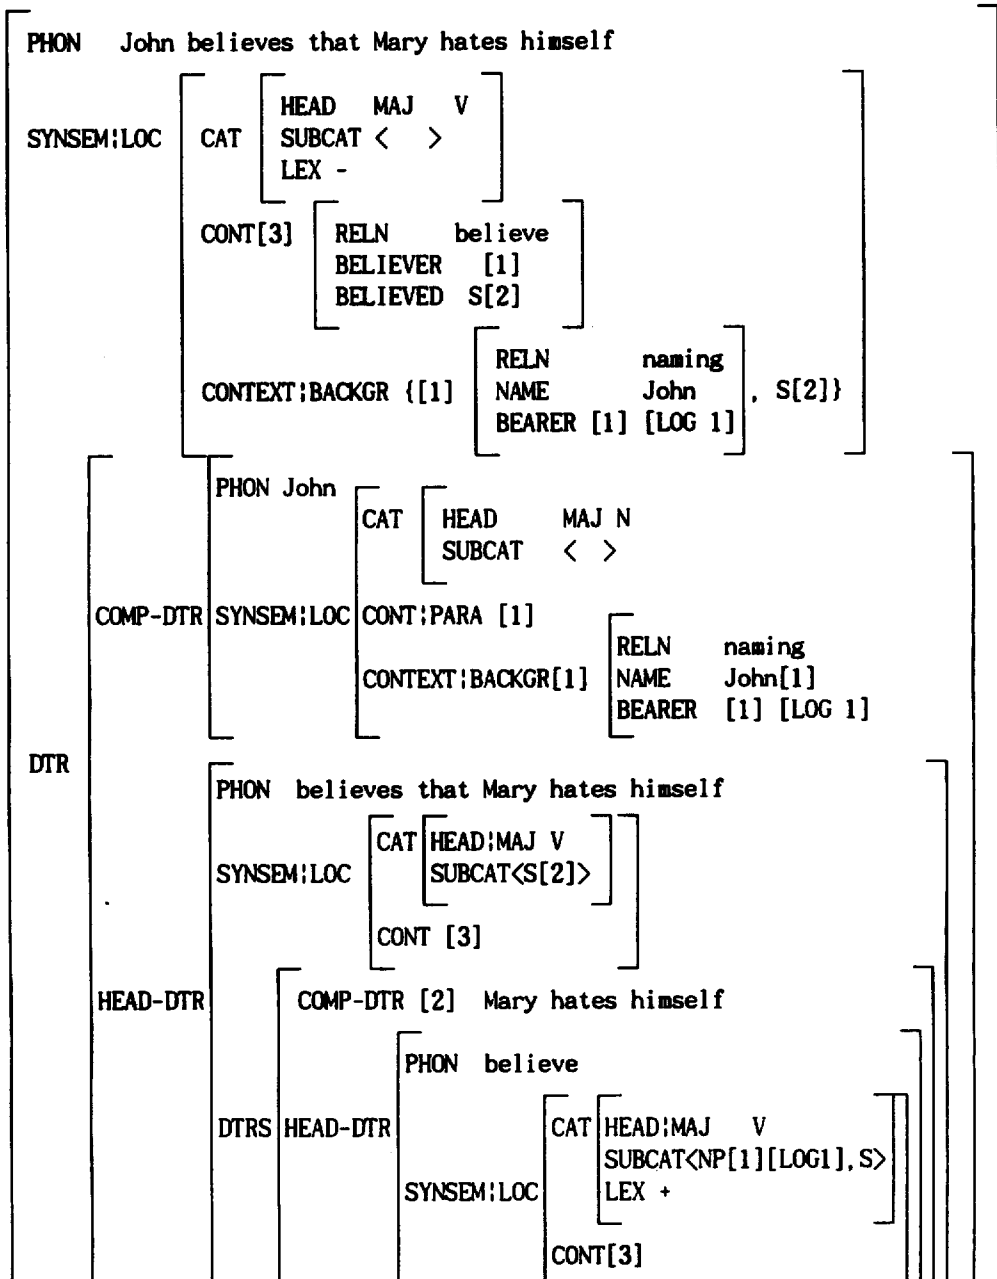 PHON John believes that Mary hates himself
HEAD MAJ V
SYNSEM¦LOC CAT SUBCAT < >
LEX -
CONT[3] RELN believe
BELIEVER [1]
BELIEVED S[2]
RELN naming
CONTEXT¦BACKGR {[1] NAME John , S[2]}
BEARER [1] [LOG 1]
PHON John
CAT HEAD MAJ N
SUBCAT < >
COMP-DTR SYNSEM¦LOC CONT¦PARA [1]
RELN naming
CONTEXT¦BACKGR[1] NAME John[1]
BEARER [1] [LOG 1]
DTR
PHON believes that Mary hates himself
CAT HEAD¦MAJ V
SYNSEM¦LOC SUBCAT<S[2]>
CONT [3]
HEAD-DTR COMP-DTR [2] Mary hates himself
PHON believe
DTRS HEAD-DTR CAT HEAD¦MAJ V
SUBCAT<NP[1][LOG1],S>
SYNSEM¦LOC LEX +
CONT[3]